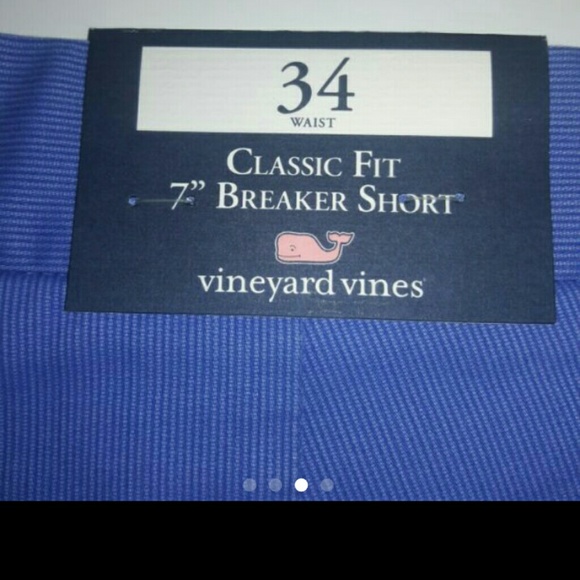 34
WAIST
CLASSIC FIT
7” BREAKER SHORT
vineyard vines